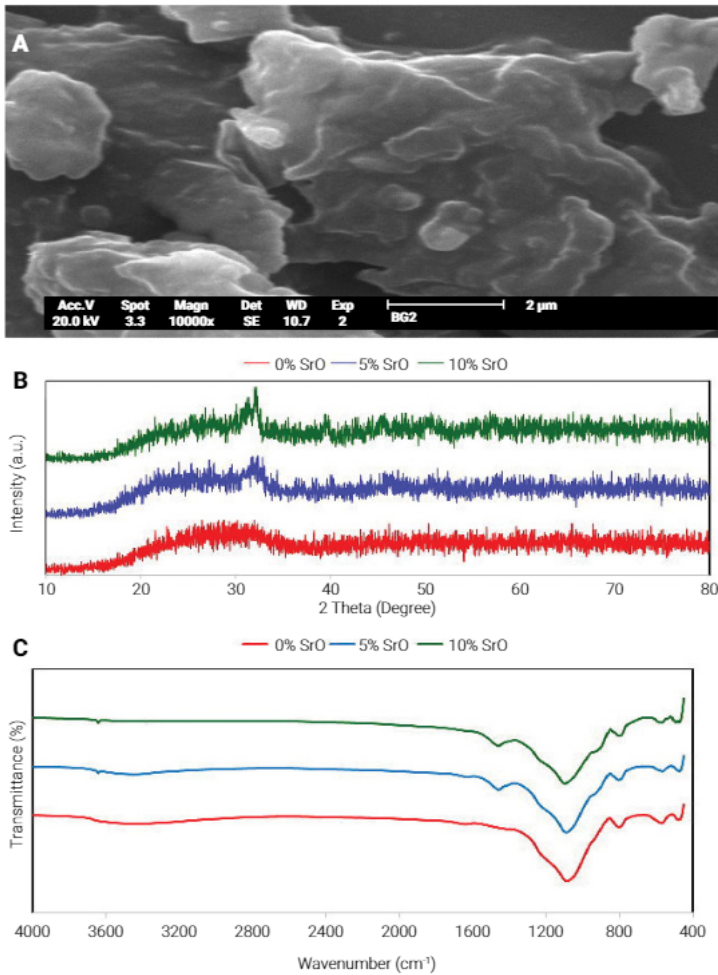 A
Acc.V Spot Magn Det WD Exp 2 µm
20.0 kV 3.3 10000x SE 10.7 2 BG2
B
0% SrO 5% SrO 10% SrO
Intensity (a.u.)
10 20 30 40 50 60 70 80
2 Theta (Degree)
C
0% SrO 5% SrO 10% SrO
Transmittance (%)
4000 3600 3200 2800 2400 2000 1600 1200 800 400
Wavenumber (cm⁻¹)